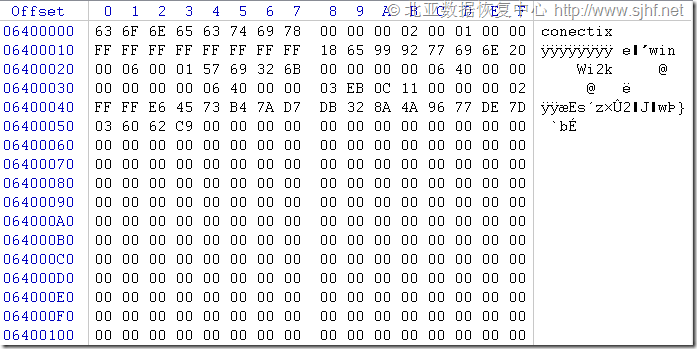 © 北亚数据恢复中心 http://www.sjhf.net
Offset 0 1 2 3 4 5 6 7 8 9 A B C D E F
06400000 63 6F 6E 65 63 74 69 78 00 00 00 02 00 01 00 00 conectix
06400010 FF FF FF FF FF FF FF FF 18 65 99 92 77 69 6E 20 ÿÿÿÿÿÿÿÿ e▮´win
06400020 00 06 00 01 57 69 32 6B 00 00 00 00 06 40 00 00 Wi2k @
06400030 00 00 00 00 06 40 00 00 03 EB 0C 11 00 00 00 02 @ ë
06400040 FF FF E6 45 73 B4 7A D7 DB 32 8A 4A 96 77 DE 7D ÿÿæEs´z×Û2▮J▮wÞ}
06400050 03 60 62 C9 00 00 00 00 00 00 00 00 00 00 00 00 `bÉ
06400060 00 00 00 00 00 00 00 00 00 00 00 00 00 00 00 00
06400070 00 00 00 00 00 00 00 00 00 00 00 00 00 00 00 00
06400080 00 00 00 00 00 00 00 00 00 00 00 00 00 00 00 00
06400090 00 00 00 00 00 00 00 00 00 00 00 00 00 00 00 00
064000A0 00 00 00 00 00 00 00 00 00 00 00 00 00 00 00 00
064000B0 00 00 00 00 00 00 00 00 00 00 00 00 00 00 00 00
064000C0 00 00 00 00 00 00 00 00 00 00 00 00 00 00 00 00
064000D0 00 00 00 00 00 00 00 00 00 00 00 00 00 00 00 00
064000E0 00 00 00 00 00 00 00 00 00 00 00 00 00 00 00 00
064000F0 00 00 00 00 00 00 00 00 00 00 00 00 00 00 00 00
06400100 00 00 00 00 00 00 00 00 00 00 00 00 00 00 00 00